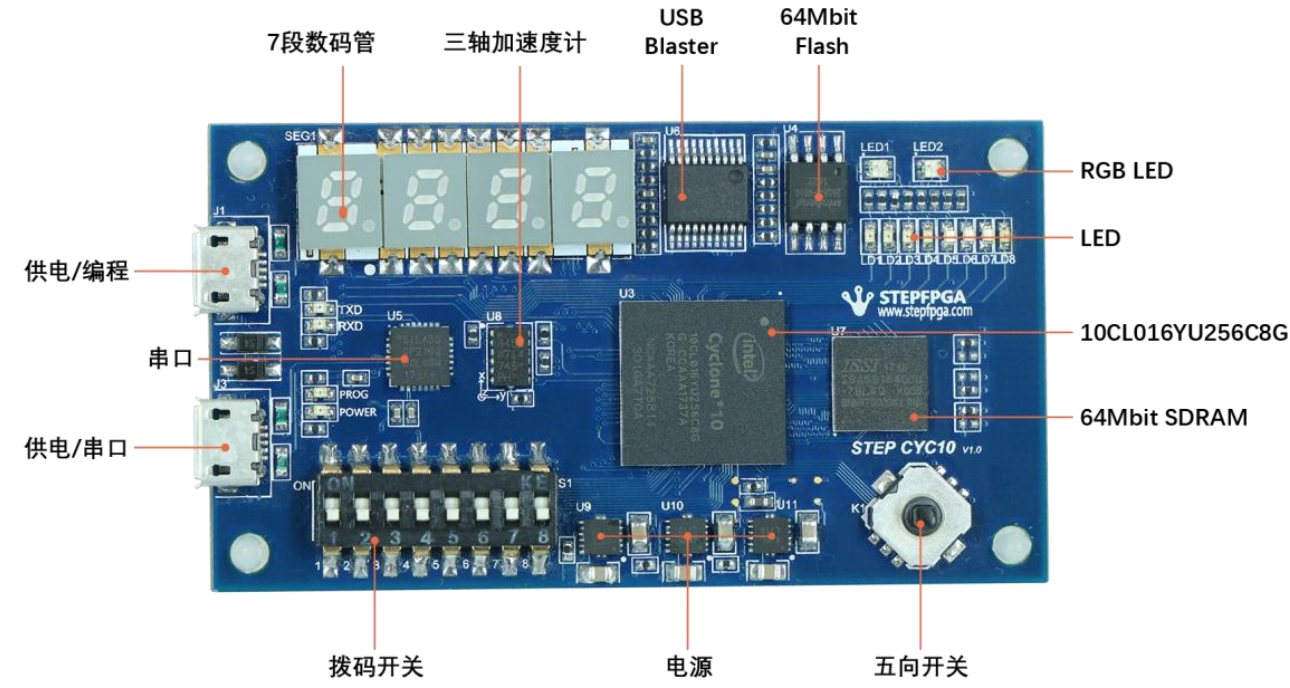 USB
Blaster
64Mbit
Flash
7段数码管
三轴加速度计
SEG1
U6
U4
LED1
LED2
RGB LED
LED
LD1 LD2 LD3 LD4 LD5 LD6 LD7 LD8
J1
供电/编程
TXD
RXD
U5
U8
U3
STEPFPGA
www.stepfpga.com
U7
10CL016YU256C8G
intel
Cyclone 10
10CL016YU256C8G
串口
J3
PROG
POWER
x
y
ISSI
64Mbit SDRAM
供电/串口
STEP CYC10 V1.0
ON
ON
KE
S1
1 2 3 4 5 6 7 8
1 2 3 4 5 6 7 8
U9
U10
U11
K1
拨码开关
电源
五向开关